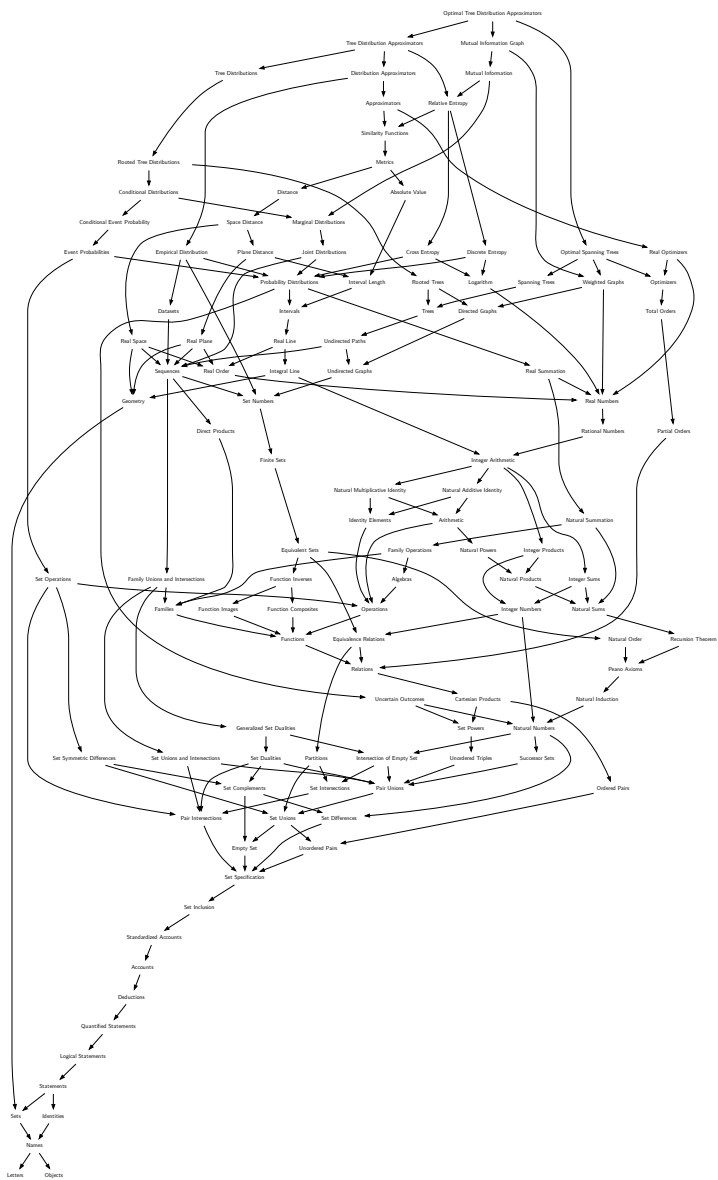 Optimal Tree Distribution Approximators
Tree Distribution Approximators
Mutual Information Graph
Tree Distributions
Distribution Approximators
Mutual Information
Approximators
Relative Entropy
Similarity Functions
Rooted Tree Distributions
Metrics
Conditional Distributions
Distance
Absolute Value
Conditional Event Probability
Space Distance
Marginal Distributions
Event Probabilities
Empirical Distribution
Plane Distance
Joint Distributions
Cross Entropy
Discrete Entropy
Optimal Spanning Trees
Real Optimizers
Probability Distributions
Interval Length
Rooted Trees
Logarithm
Spanning Trees
Weighted Graphs
Optimizers
Datasets
Intervals
Trees
Directed Graphs
Total Orders
Real Space
Real Plane
Real Line
Undirected Paths
Sequences
Real Order
Integral Line
Undirected Graphs
Real Summation
Geometry
Set Numbers
Real Numbers
Direct Products
Rational Numbers
Partial Orders
Finite Sets
Integer Arithmetic
Natural Multiplicative Identity
Natural Additive Identity
Identity Elements
Arithmetic
Natural Summation
Equivalent Sets
Family Operations
Natural Powers
Integer Products
Set Operations
Family Unions and Intersections
Function Inverses
Algebras
Natural Products
Integer Sums
Families
Function Images
Function Composites
Operations
Integer Numbers
Natural Sums
Functions
Equivalence Relations
Natural Order
Recursion Theorem
Relations
Peano Axioms
Uncertain Outcomes
Cartesian Products
Natural Induction
Generalized Set Dualities
Set Powers
Natural Numbers
Set Symmetric Differences
Set Unions and Intersections
Set Dualities
Partitions
Intersection of Empty Set
Unordered Triples
Successor Sets
Set Complements
Set Intersections
Pair Unions
Ordered Pairs
Pair Intersections
Set Unions
Set Differences
Empty Set
Unordered Pairs
Set Specification
Set Inclusion
Standardized Accounts
Accounts
Deductions
Quantified Statements
Logical Statements
Statements
Sets
Identities
Names
Letters
Objects